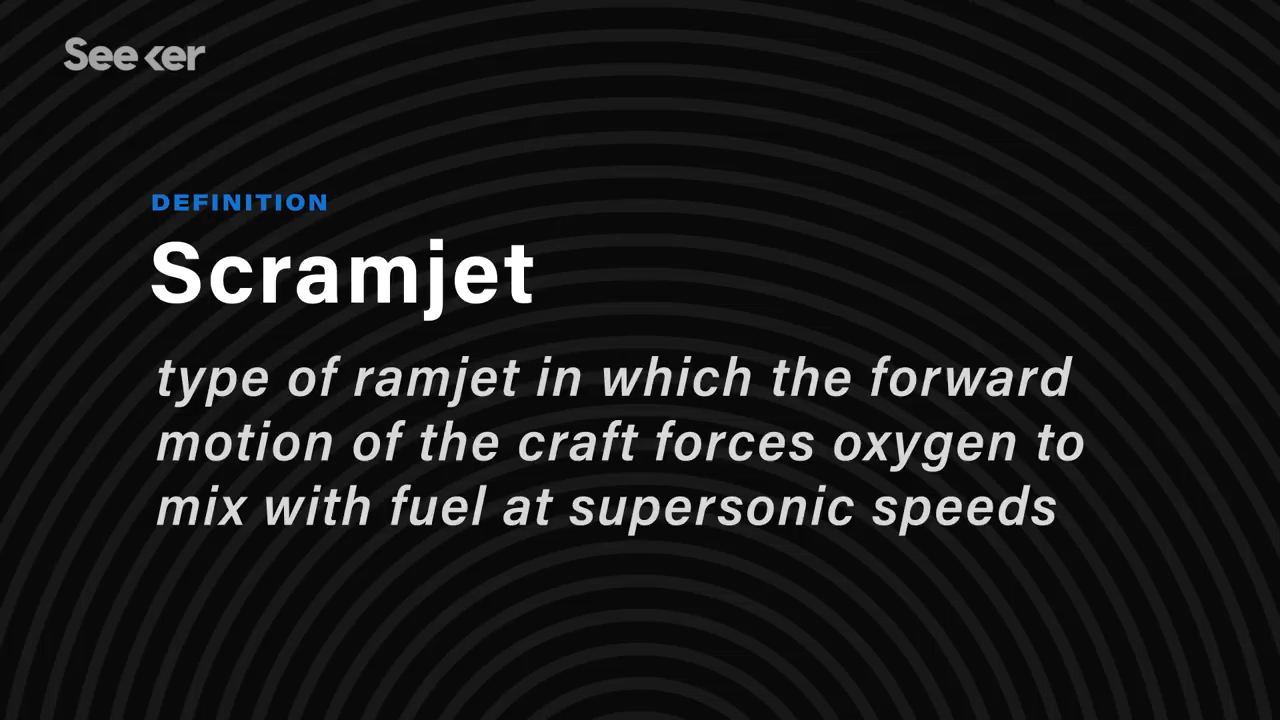 Seeker
DEFINITION
Scramjet
type of ramjet in which the forward
motion of the craft forces oxygen to
mix with fuel at supersonic speeds